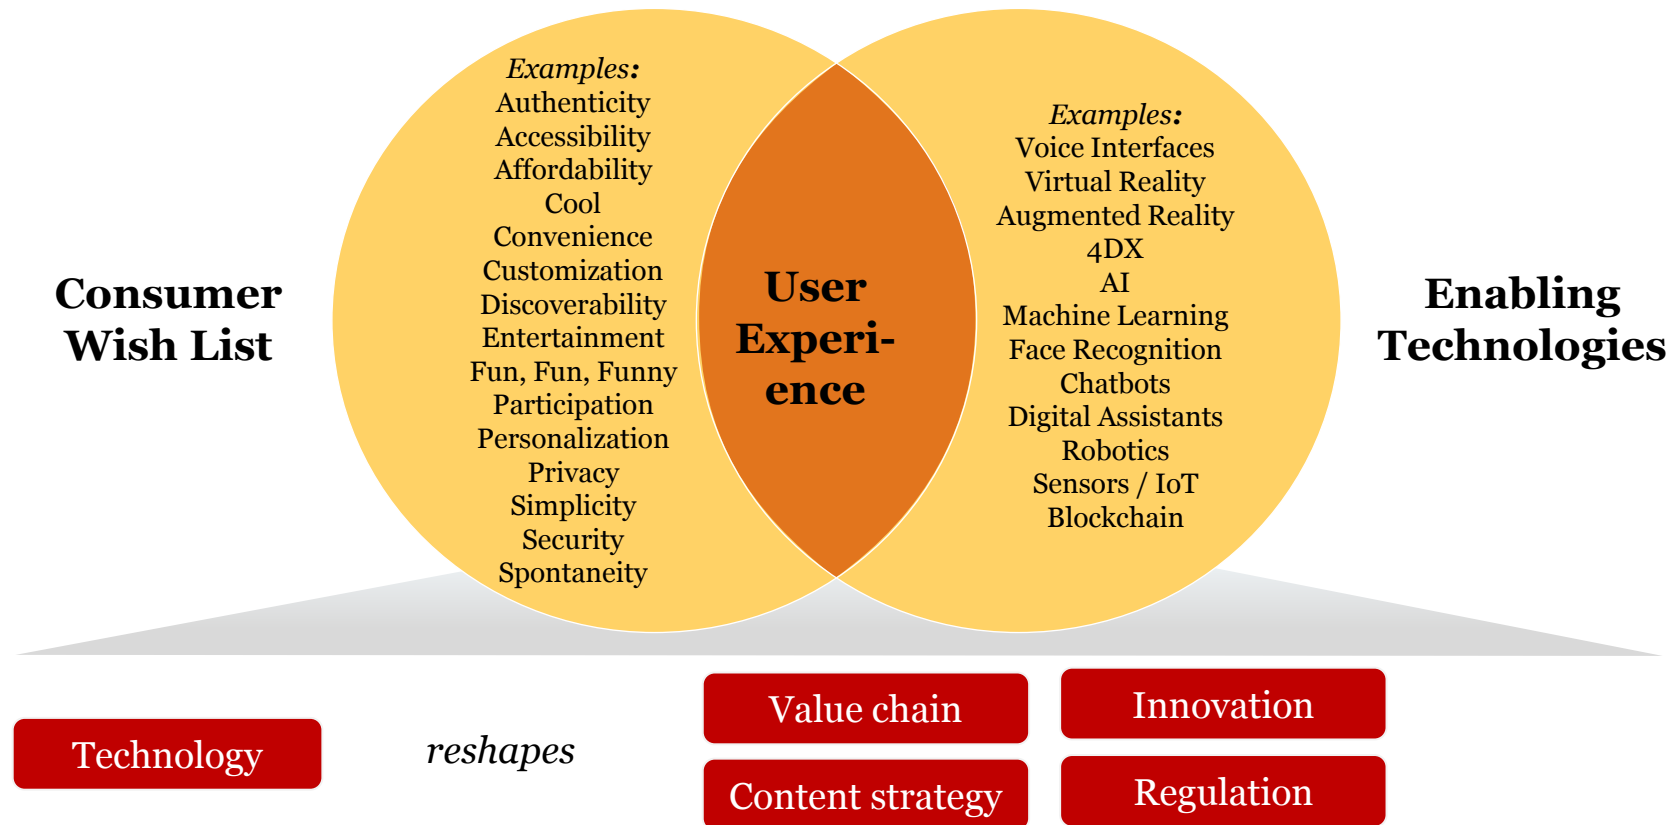 Consumer
Wish List
Examples:
Authenticity
Accessibility
Affordability
Cool
Convenience
Customization
Discoverability
Entertainment
Fun, Fun, Funny
Participation
Personalization
Privacy
Simplicity
Security
Spontaneity
User
Experi-
ence
Examples:
Voice Interfaces
Virtual Reality
Augmented Reality
4DX
AI
Machine Learning
Face Recognition
Chatbots
Digital Assistants
Robotics
Sensors / IoT
Blockchain
Enabling
Technologies
Technology
reshapes
Value chain
Innovation
Content strategy
Regulation